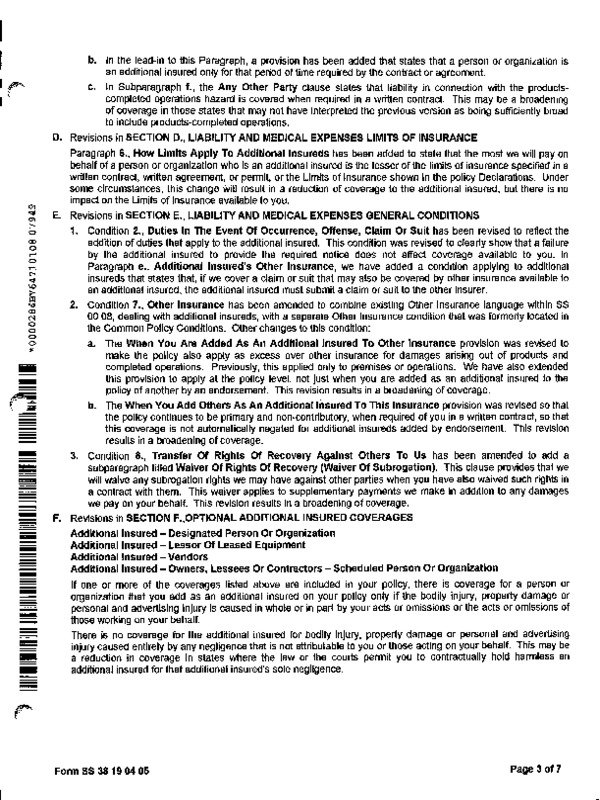 b. In the lead-in to this Paragraph, a provision has been added that states that a person or organization is
an additional insured only for that period of time required by the contract or agreement.
c. In Subparagraph f., the Any Other Party clause states that liability in connection with the products-
completed operations hazard is covered when required in a written contract. This may be a broadening
of coverage in those states that may not have interpreted the previous version as being sufficiently broad
to include products-completed operations.
D. Revisions in SECTION D., LIABILITY AND MEDICAL EXPENSES LIMITS OF INSURANCE
Paragraph 5., How Limits Apply To Additional Insureds has been added to state that the most we will pay on
behalf of a person or organization who is an additional insured is the lesser of the limits of insurance specified in a
written contract, written agreement, or permit, or the Limits of Insurance shown in the policy Declarations. Under
some circumstances, this change will result in a reduction of coverage to the additional insured, but there is no
impact on the Limits of Insurance available to you.
E. Revisions in SECTION E., LIABILITY AND MEDICAL EXPENSES GENERAL CONDITIONS
1. Condition 2., Duties In The Event Of Occurrence, Offense, Claim Or Suit has been revised to reflect the
addition of duties that apply to the additional insured. This condition was revised to clearly show that a failure
by the additional insured to provide the required notice does not affect coverage available to you. In
Paragraph e., Additional Insured's Other Insurance, we have added a condition applying to additional
insureds that states that, if we cover a claim or suit that may also be covered by other insurance available to
an additional insured, the additional insured must submit a claim or suit to the other insurer.
2. Condition 7., Other Insurance has been amended to combine existing Other Insurance language within SS
00 08, dealing with additional insureds, with a separate Other Insurance condition that was formerly located in
the Common Policy Conditions. Other changes to this condition:
a. The When You Are Added As An Additional Insured To Other Insurance provision was revised to
make the policy also apply as excess over other insurance for damages arising out of products and
completed operations. Previously, this applied only to premises or operations. We have also extended
this provision to apply at the policy level, not just when you are added as an additional insured to the
policy of another by an endorsement. This revision results in a broadening of coverage.
b. The When You Add Others As An Additional Insured To This Insurance provision was revised so that
the policy continues to be primary and non-contributory, when required of you in a written contract, so that
this coverage is not automatically negated for additional insureds added by endorsement. This revision
results in a broadening of coverage.
3. Condition 8., Transfer Of Rights Of Recovery Against Others To Us has been amended to add a
subparagraph titled Waiver Of Rights Of Recovery (Waiver Of Subrogation). This clause provides that we
will waive any subrogation rights we may have against other parties when you have also waived such rights in
a contract with them. This waiver applies to supplementary payments we make in addition to any damages
we pay on your behalf. This revision results in a broadening of coverage.
F. Revisions in SECTION F.,OPTIONAL ADDITIONAL INSURED COVERAGES
Additional Insured – Designated Person Or Organization
Additional Insured – Lessor Of Leased Equipment
Additional Insured – Vendors
Additional Insured – Owners, Lessees Or Contractors – Scheduled Person Or Organization
If one or more of the coverages listed above are included in your policy, there is coverage for a person or
organization that you add as an additional insured on your policy only if the bodily injury, property damage or
personal and advertising injury is caused in whole or in part by your acts or omissions or the acts or omissions of
those working on your behalf.
There is no coverage for the additional insured for bodily injury, property damage or personal and advertising
injury caused entirely by any negligence that is not attributable to you or those acting on your behalf. This may be
a reduction in coverage in states where the law or the courts permit you to contractually hold harmless an
additional insured for that additional insured's sole negligence.
Form SS 38 19 04 05
Page 3 of 7